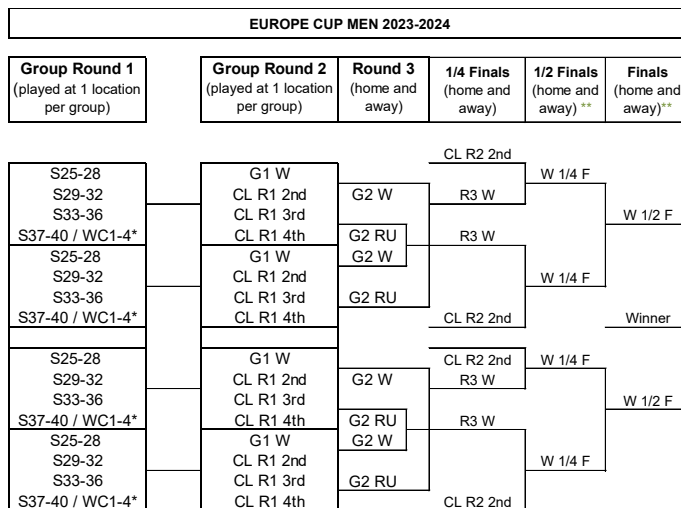 EUROPE CUP MEN 2023-2024
Group Round 1 Group Round 2 Round 3 1/4 Finals 1/2 Finals Finals
(played at 1 location (played at 1 location (home and (home and (home and (home and
per group) per group) away) away) away) ** away)**
CL R2 2nd
S25-28 G1 W W 1/4 F
S29-32 CL R1 2nd G2 W R3 W
S33-36 CL R1 3rd W 1/2 F
S37-40 / WC1-4* CL R1 4th G2 RU R3 W
S25-28 G1 W G2 W
S29-32 CL R1 2nd W 1/4 F
S33-36 CL R1 3rd G2 RU
S37-40 / WC1-4* CL R1 4th CL R2 2nd Winner
S25-28 G1 W CL R2 2nd W 1/4 F
S29-32 CL R1 2nd G2 W R3 W
S33-36 CL R1 3rd W 1/2 F
S37-40 / WC1-4* CL R1 4th G2 RU R3 W
S25-28 G1 W G2 W
S29-32 CL R1 2nd W 1/4 F
S33-36 CL R1 3rd G2 RU
S37-40 / WC1-4* CL R1 4th CL R2 2nd